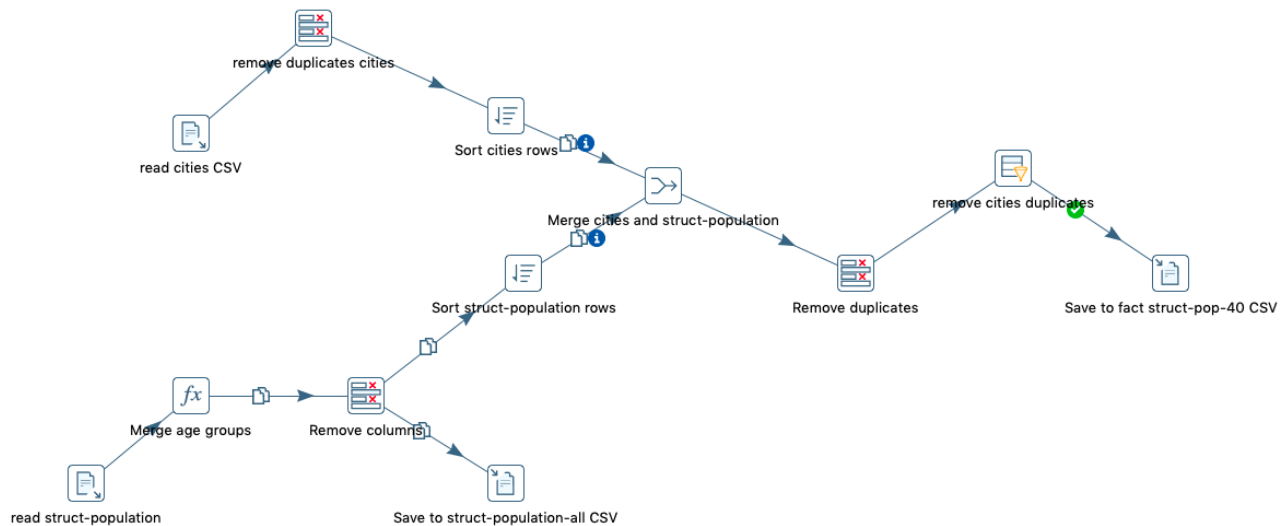 remove duplicates cities
read cities CSV
Sort cities rows
Merge cities and struct-population
remove cities duplicates
Sort struct-population rows
Remove duplicates
Save to fact struct-pop-40 CSV
fx
Merge age groups
Remove columns
read struct-population
Save to struct-population-all CSV